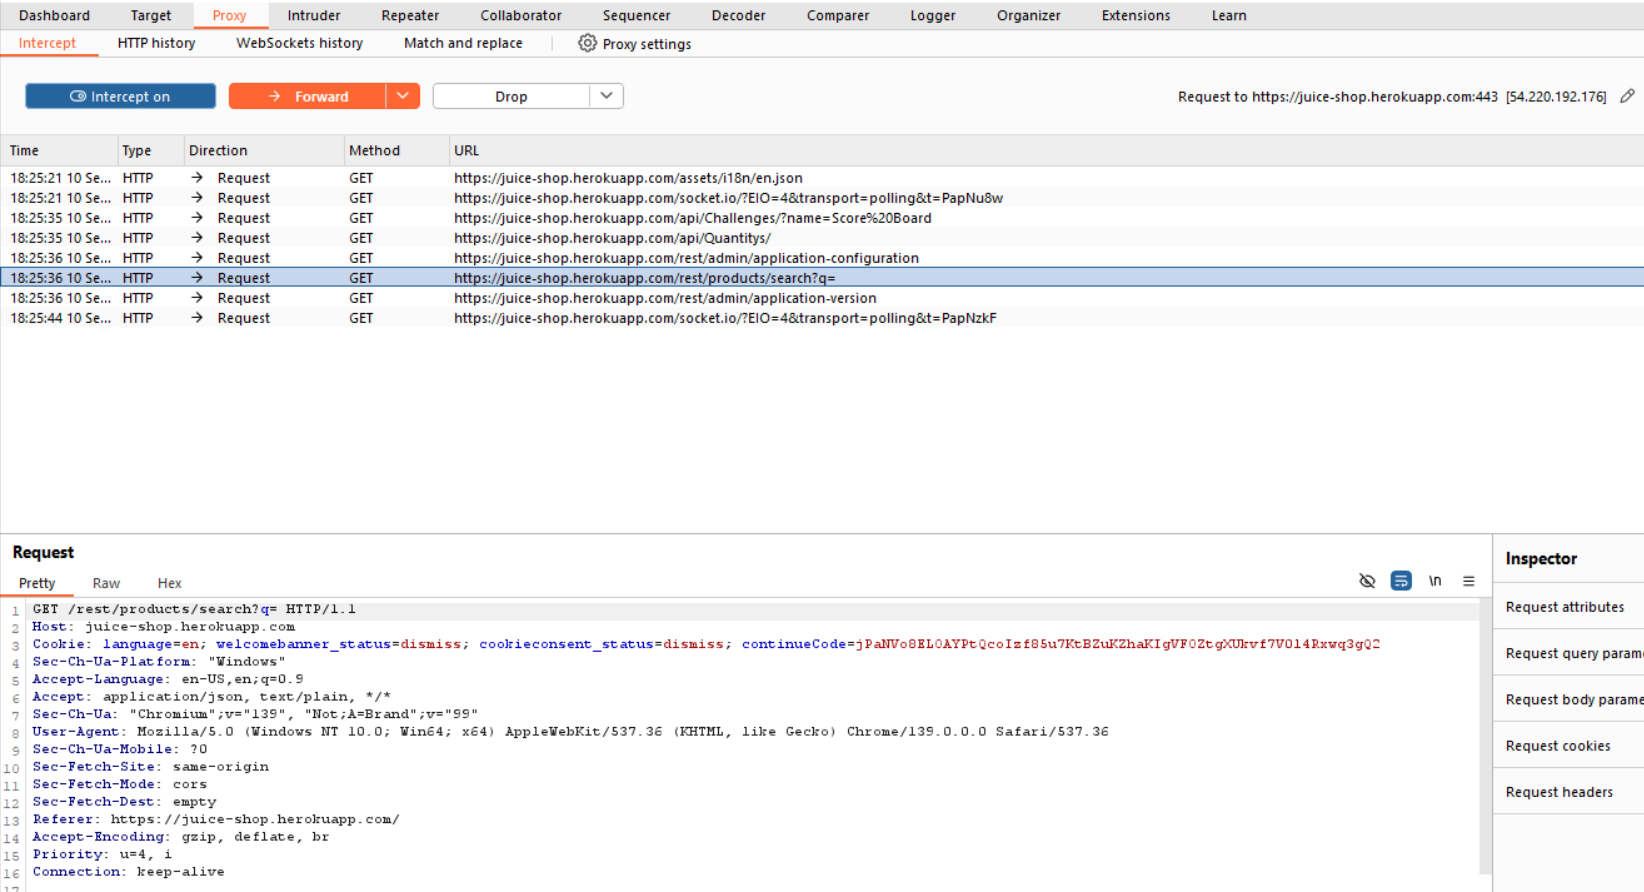 Dashboard Target Proxy Intruder Repeater Collaborator Sequencer Decoder Comparer Logger Organizer Extensions Learn
Intercept HTTP history WebSockets history Match and replace Proxy settings
Intercept on Forward Drop Request to https://juice-shop.herokuapp.com:443 [54.220.192.176]
Time Type Direction Method URL
18:25:21 10 Se... HTTP → Request GET https://juice-shop.herokuapp.com/assets/i18n/en.json
18:25:21 10 Se... HTTP → Request GET https://juice-shop.herokuapp.com/socket.io/?EIO=4&transport=polling&t=PapNu8w
18:25:35 10 Se... HTTP → Request GET https://juice-shop.herokuapp.com/api/Challenges/?name=Score%20Board
18:25:35 10 Se... HTTP → Request GET https://juice-shop.herokuapp.com/api/Quantitys/
18:25:36 10 Se... HTTP → Request GET https://juice-shop.herokuapp.com/rest/admin/application-configuration
18:25:36 10 Se... HTTP → Request GET https://juice-shop.herokuapp.com/rest/products/search?q=
18:25:36 10 Se... HTTP → Request GET https://juice-shop.herokuapp.com/rest/admin/application-version
18:25:44 10 Se... HTTP → Request GET https://juice-shop.herokuapp.com/socket.io/?EIO=4&transport=polling&t=PapNzkF
Request
Pretty Raw Hex \n
1 GET /rest/products/search?q= HTTP/1.1
2 Host: juice-shop.herokuapp.com
3 Cookie: language=en; welcomebanner_status=dismiss; cookieconsent_status=dismiss; continueCode=jPaNVo8EL0AYPtQcoIzf85u7KtBZuKZhaKIgVF0ZtgXUkvf7V0l4Rxwq3gQ2
4 Sec-Ch-Ua-Platform: "Windows"
5 Accept-Language: en-US,en;q=0.9
6 Accept: application/json, text/plain, */*
7 Sec-Ch-Ua: "Chromium";v="139", "Not;A=Brand";v="99"
8 User-Agent: Mozilla/5.0 (Windows NT 10.0; Win64; x64) AppleWebKit/537.36 (KHTML, like Gecko) Chrome/139.0.0.0 Safari/537.36
9 Sec-Ch-Ua-Mobile: ?0
10 Sec-Fetch-Site: same-origin
11 Sec-Fetch-Mode: cors
12 Sec-Fetch-Dest: empty
13 Referer: https://juice-shop.herokuapp.com/
14 Accept-Encoding: gzip, deflate, br
15 Priority: u=4, i
16 Connection: keep-alive
17
Inspector
Request attributes
Request query param
Request body parame
Request cookies
Request headers